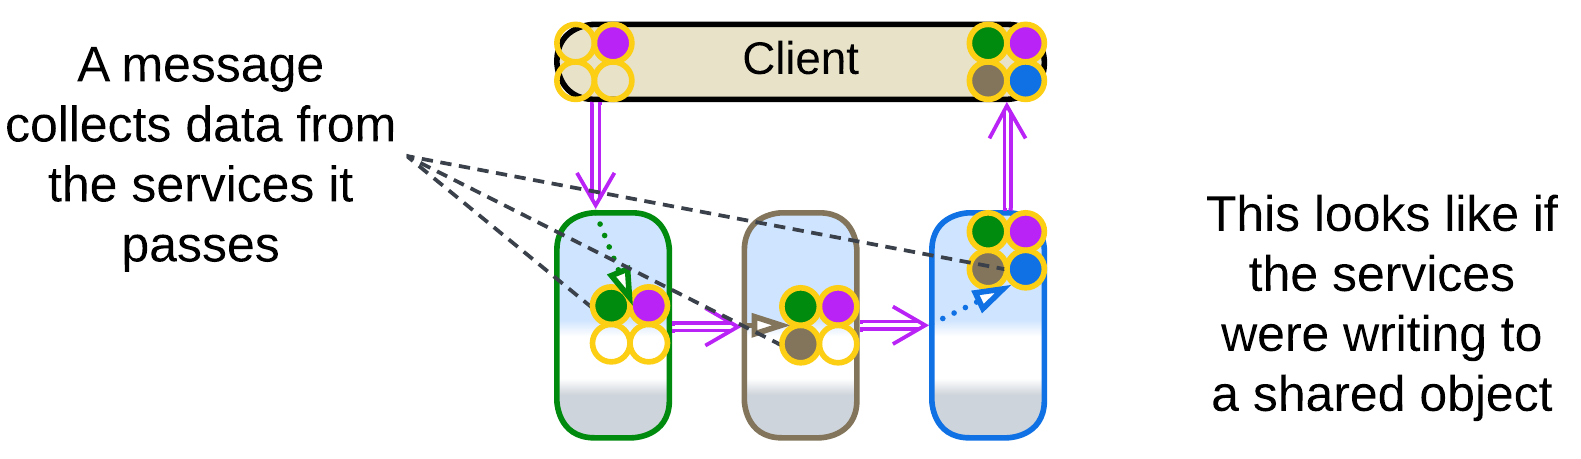 A message
collects data from
the services it
passes
Client
This looks like if
the services
were writing to
a shared object